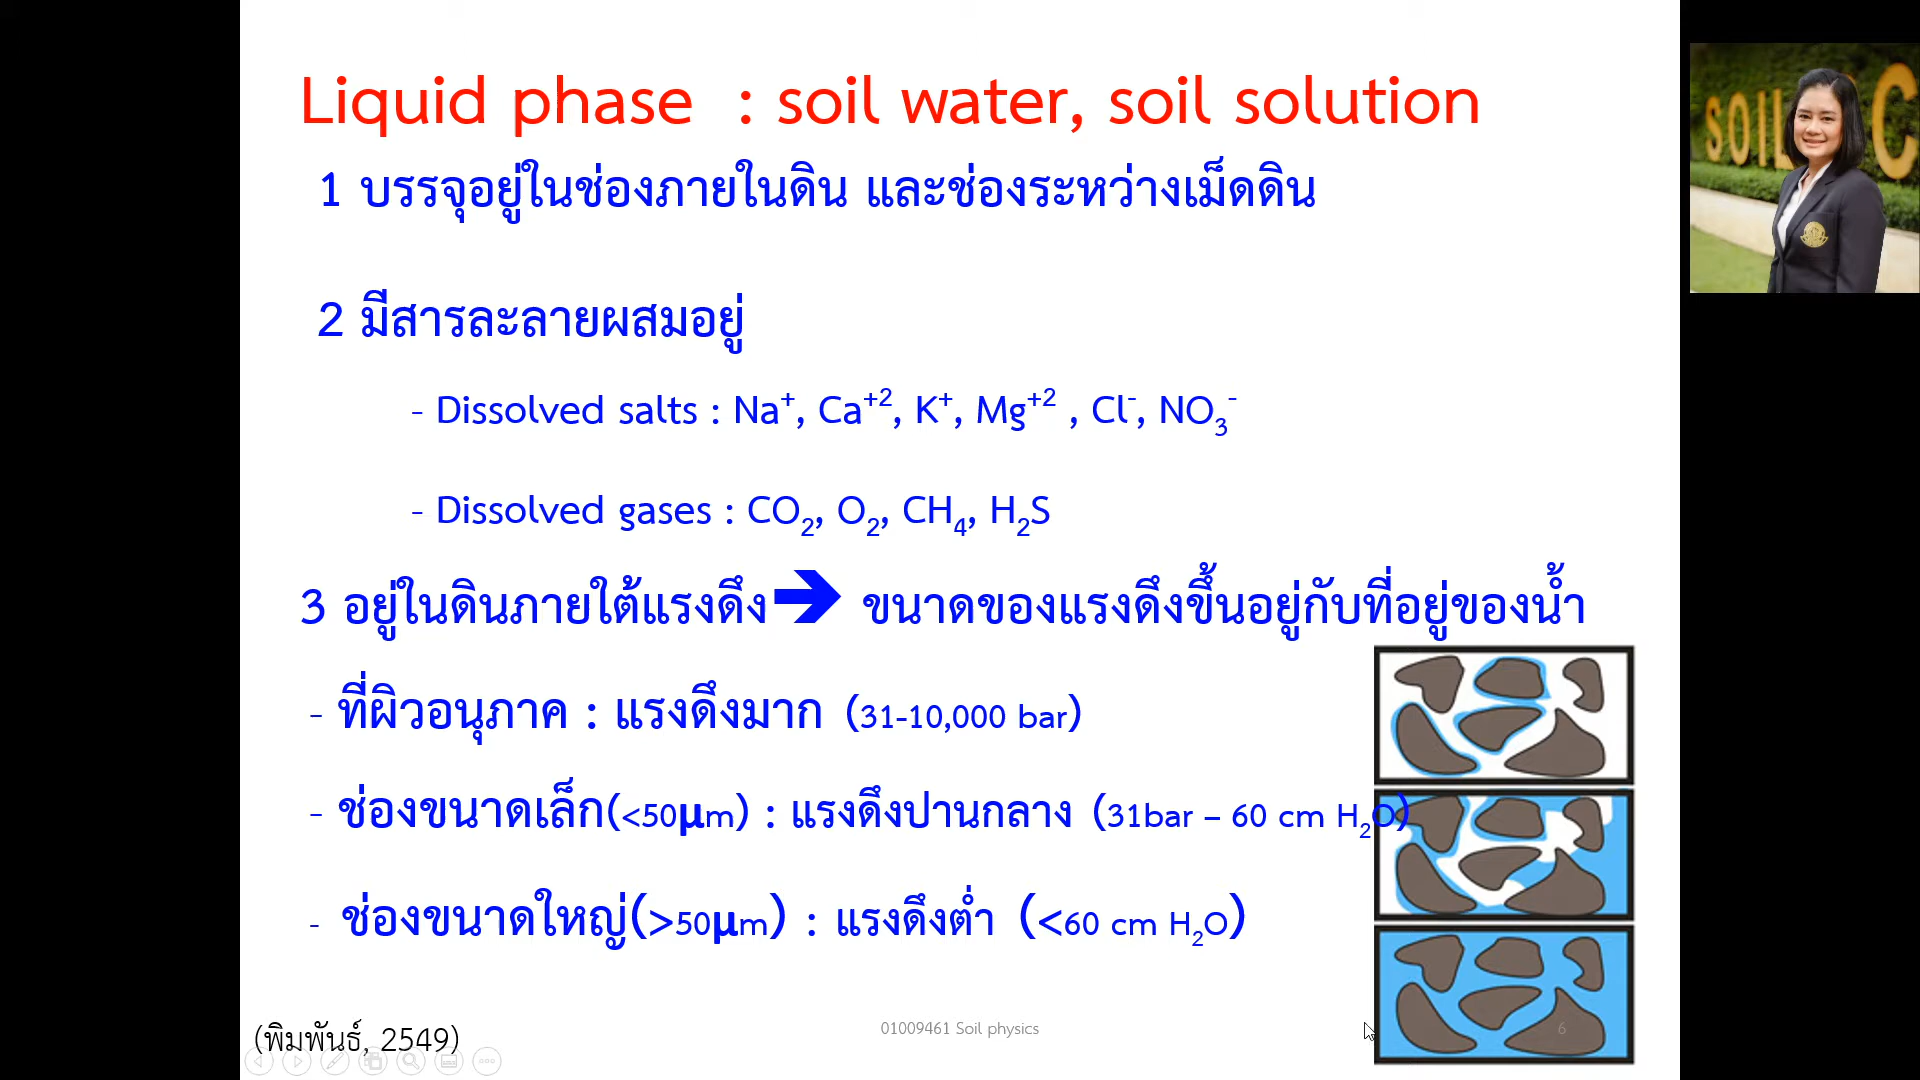 Liquid phase : soil water, soil solution
1 บรรจุอยู่ในช่องภายในดิน และช่องระหว่างเม็ดดิน
2 มีสารละลายผสมอยู่
- Dissolved salts : Na⁺, Ca⁺², K⁺, Mg⁺² , Cl⁻, NO₃⁻
- Dissolved gases : CO₂, O₂, CH₄, H₂S
3 อยู่ในดินภายใต้แรงดึง➔ ขนาดของแรงดึงขึ้นอยู่กับที่อยู่ของน้ำ
- ที่ผิวอนุภาค : แรงดึงมาก (31-10,000 bar)
- ช่องขนาดเล็ก(<50µm) : แรงดึงปานกลาง (31bar – 60 cm H₂O)
- ช่องขนาดใหญ่(>50µm) : แรงดึงต่ำ (<60 cm H₂O)
(พิมพันธ์, 2549)
01009461 Soil physics
6
SOIL
C